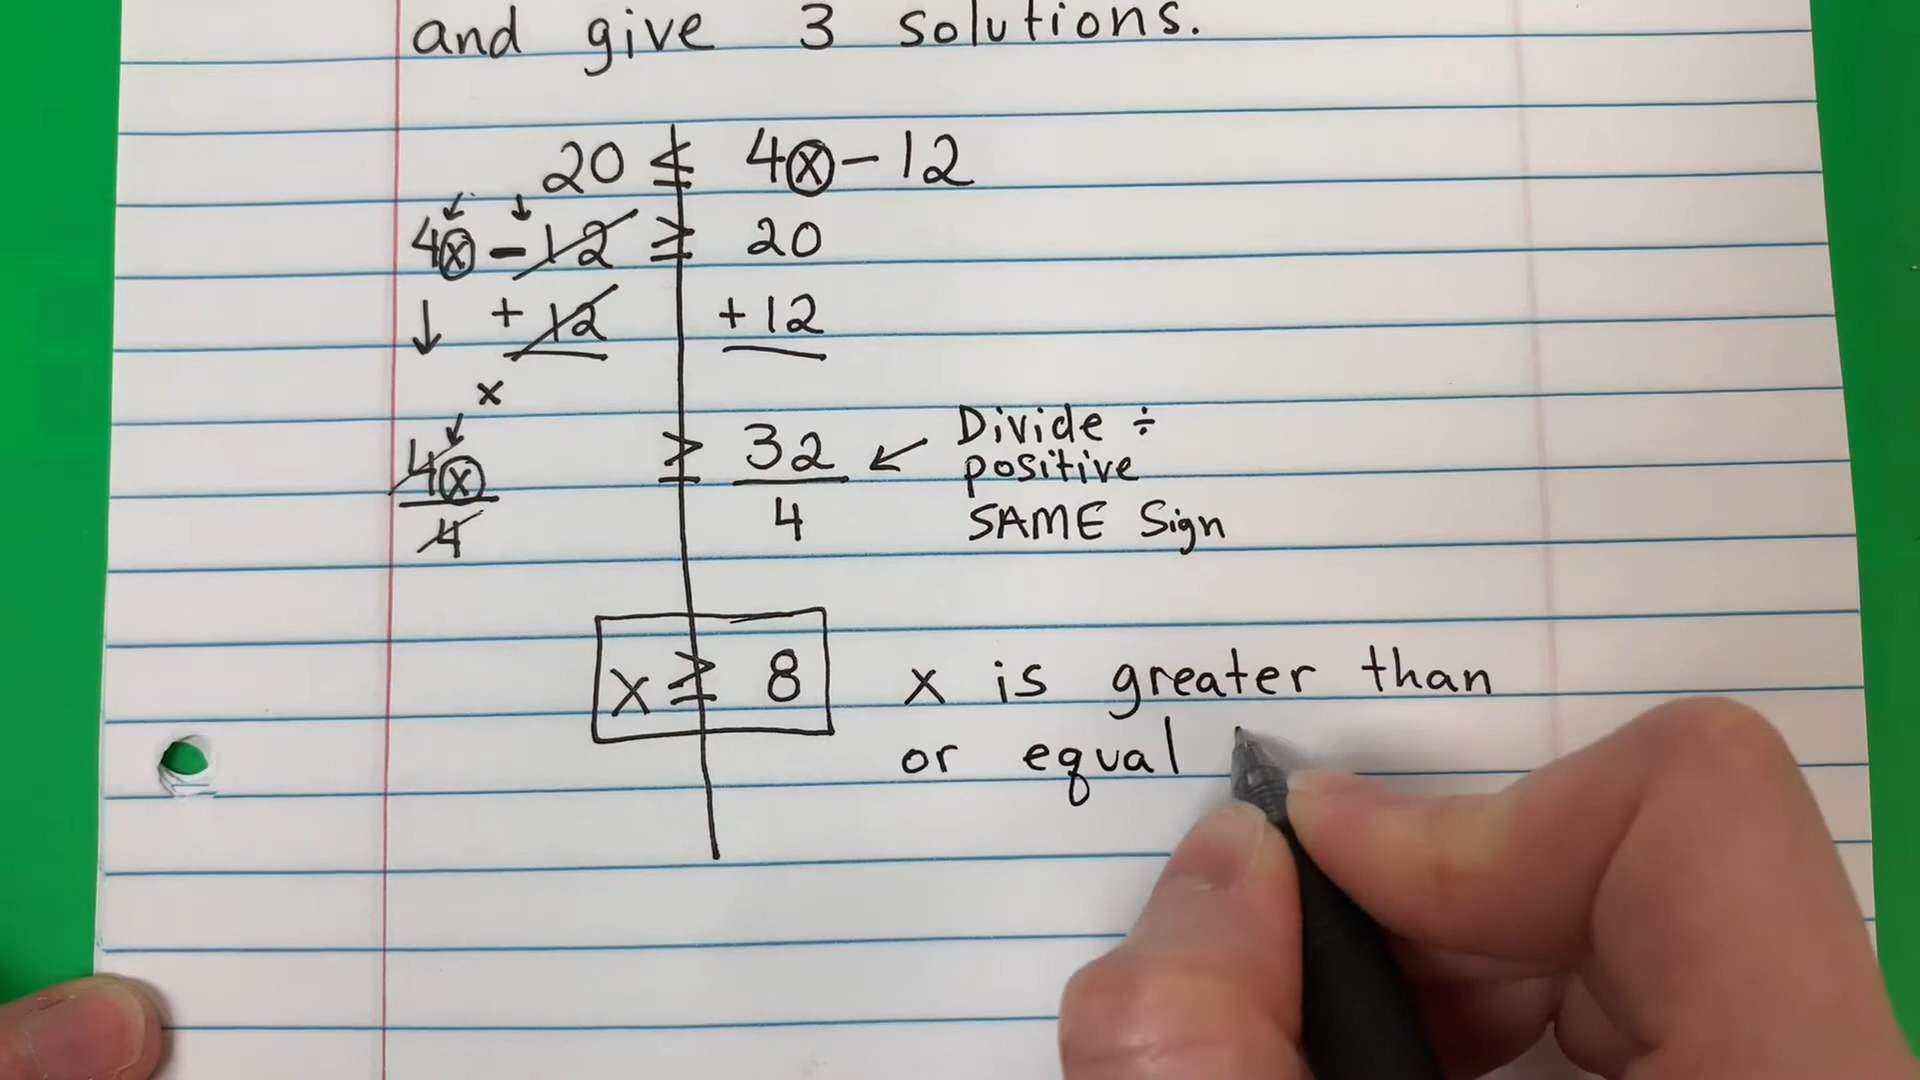 and give 3 solutions.
20 ≤ 4x - 12
4x - 12 ≥ 20
+ 12 + 12
x
4x ≥ 32
4 4
Divide ÷
positive
SAME Sign
x ≥ 8
x is greater than
or equal